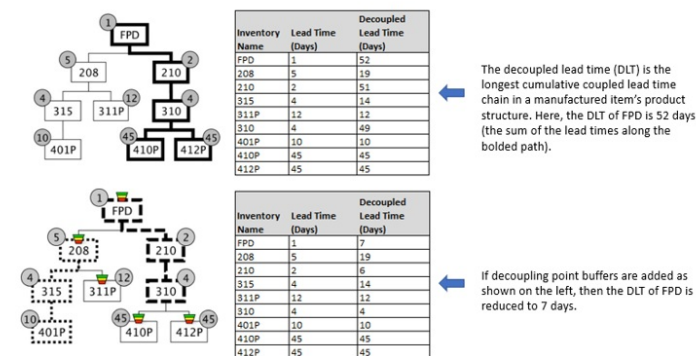 1
FPD
5
208
2
210
4
315
12
311P
4
310
10
401P
45
410P
45
412P
Inventory Name Lead Time (Days) Decoupled Lead Time (Days)
FPD 1 52
208 5 19
210 2 51
315 4 14
311P 12 12
310 4 49
401P 10 10
410P 45 45
412P 45 45
The decoupled lead time (DLT) is the
longest cumulative coupled lead time
chain in a manufactured item's product
structure. Here, the DLT of FPD is 52 days
(the sum of the lead times along the
bolded path).
1
FPD
5
208
2
210
4
315
12
311P
4
310
10
401P
45
410P
45
412P
Inventory Name Lead Time (Days) Decoupled Lead Time (Days)
FPD 1 7
208 5 19
210 2 6
315 4 14
311P 12 12
310 4 4
401P 10 10
410P 45 45
412P 45 45
If decoupling point buffers are added as
shown on the left, then the DLT of FPD is
reduced to 7 days.